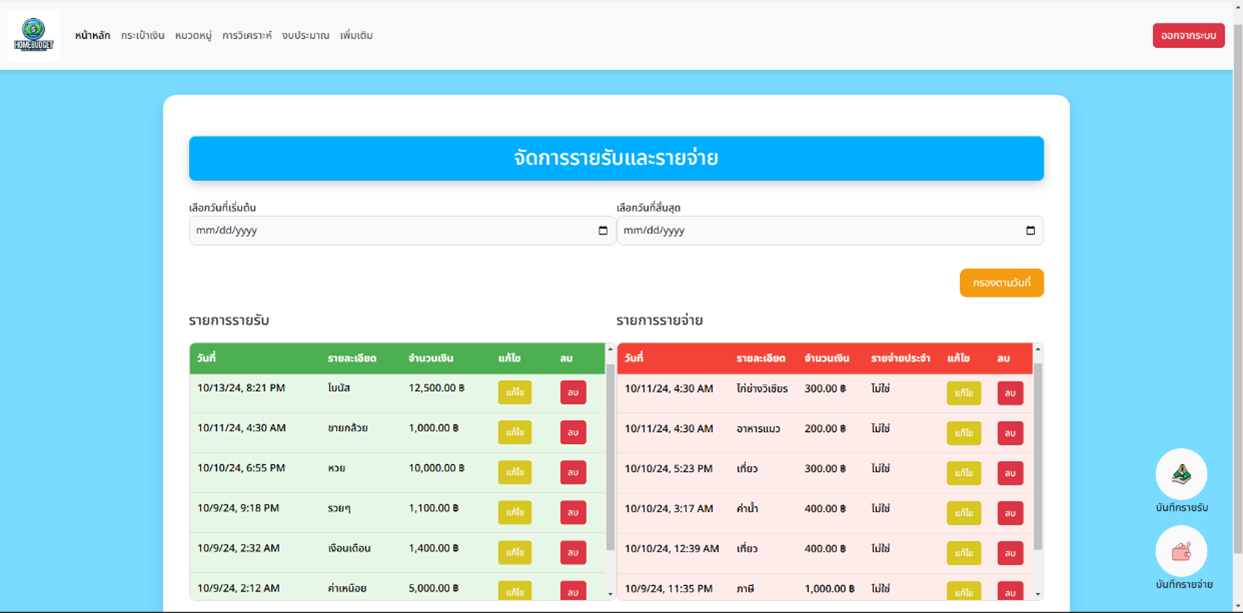 HOMEBUDGET
หน้าหลัก กระเป๋าเงิน หมวดหมู่ การวิเคราะห์ งบประมาณ เพิ่มเติม
ออกจากระบบ
จัดการรายรับและรายจ่าย
เลือกวันที่เริ่มต้น
mm/dd/yyyy
เลือกวันที่สิ้นสุด
mm/dd/yyyy
กรองตามวันที่
รายการรายรับ
วันที่ รายละเอียด จำนวนเงิน แก้ไข ลบ
10/13/24, 8:21 PM โบนัส 12,500.00 ฿ แก้ไข ลบ
10/11/24, 4:30 AM ขายกล้วย 1,000.00 ฿ แก้ไข ลบ
10/10/24, 6:55 PM หวย 10,000.00 ฿ แก้ไข ลบ
10/9/24, 9:18 PM รวยๆ 1,100.00 ฿ แก้ไข ลบ
10/9/24, 2:32 AM เงือนเดือน 1,400.00 ฿ แก้ไข ลบ
10/9/24, 2:12 AM ค่าเหนือย 5,000.00 ฿ แก้ไข ลบ
รายการรายจ่าย
วันที่ รายละเอียด จำนวนเงิน รายจ่ายประจำ แก้ไข ลบ
10/11/24, 4:30 AM ไก่ย่างวิเชียร 300.00 ฿ ไม่ใช่ แก้ไข ลบ
10/11/24, 4:30 AM อาหารแมว 200.00 ฿ ไม่ใช่ แก้ไข ลบ
10/10/24, 5:23 PM เที่ยว 300.00 ฿ ไม่ใช่ แก้ไข ลบ
10/10/24, 3:17 AM ค่าน้ำ 400.00 ฿ ไม่ใช่ แก้ไข ลบ
10/10/24, 12:39 AM เที่ยว 400.00 ฿ ไม่ใช่ แก้ไข ลบ
10/9/24, 11:35 PM ภาษี 1,000.00 ฿ ไม่ใช่ แก้ไข ลบ
บันทึกรายรับ
บันทึกรายจ่าย